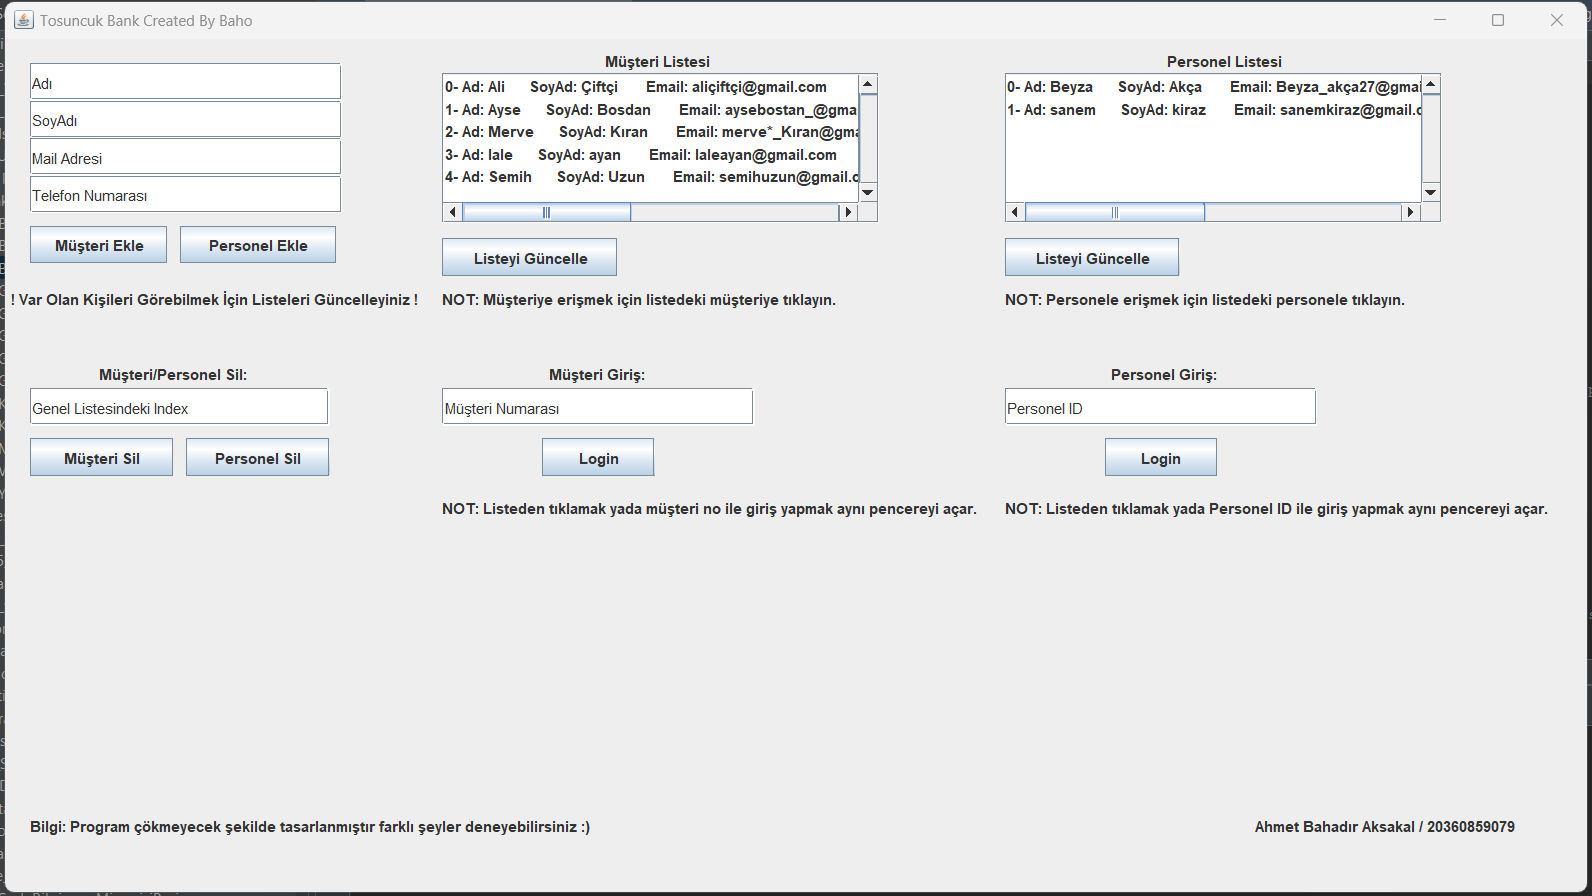 Tosuncuk Bank Created By Baho
Adı
SoyAdı
Mail Adresi
Telefon Numarası
Müşteri Ekle
Personel Ekle
! Var Olan Kişileri Görebilmek İçin Listeleri Güncelleyiniz !
Müşteri Listesi
0- Ad: Ali SoyAd: Çiftçi Email: aliçiftçi@gmail.com
1- Ad: Ayse SoyAd: Bosdan Email: aysebostan_@gma
2- Ad: Merve SoyAd: Kıran Email: merve*_Kıran@gma
3- Ad: lale SoyAd: ayan Email: laleayan@gmail.com
4- Ad: Semih SoyAd: Uzun Email: semihuzun@gmail.c
Listeyi Güncelle
NOT: Müşteriye erişmek için listedeki müşteriye tıklayın.
Personel Listesi
0- Ad: Beyza SoyAd: Akça Email: Beyza_akça27@gmai
1- Ad: sanem SoyAd: kiraz Email: sanemkiraz@gmail.c
Listeyi Güncelle
NOT: Personele erişmek için listedeki personele tıklayın.
Müşteri/Personel Sil:
Genel Listesindeki Index
Müşteri Sil
Personel Sil
Müşteri Giriş:
Müşteri Numarası
Login
NOT: Listeden tıklamak yada müşteri no ile giriş yapmak aynı pencereyi açar.
Personel Giriş:
Personel ID
Login
NOT: Listeden tıklamak yada Personel ID ile giriş yapmak aynı pencereyi açar.
Bilgi: Program çökmeyecek şekilde tasarlanmıştır farklı şeyler deneyebilirsiniz :)
Ahmet Bahadır Aksakal / 20360859079